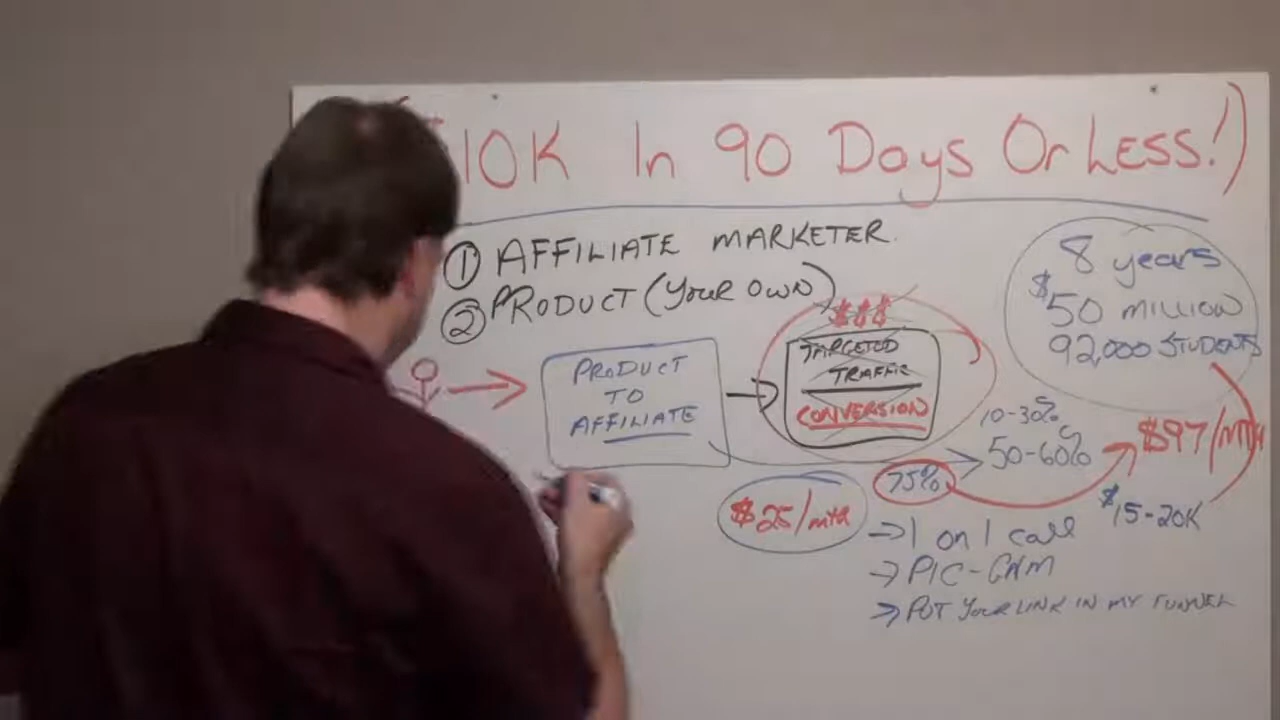 $10K In 90 Days Or Less!)
① AFFILIATE MARKETER.
② PRODUCT (Your OWN)
8 years
$50 MILLION
92,000 STUDENTS
$$$
TARGETED
TRAFFIC
CONVERSION
PRODUCT
TO
AFFILIATE
10-30%
50-60%
75%
$97/MTH
$15-20K
$25/mth
→ 1 on 1 call
→ PIC-
→ PUT Your LINK IN MY FUNNEL